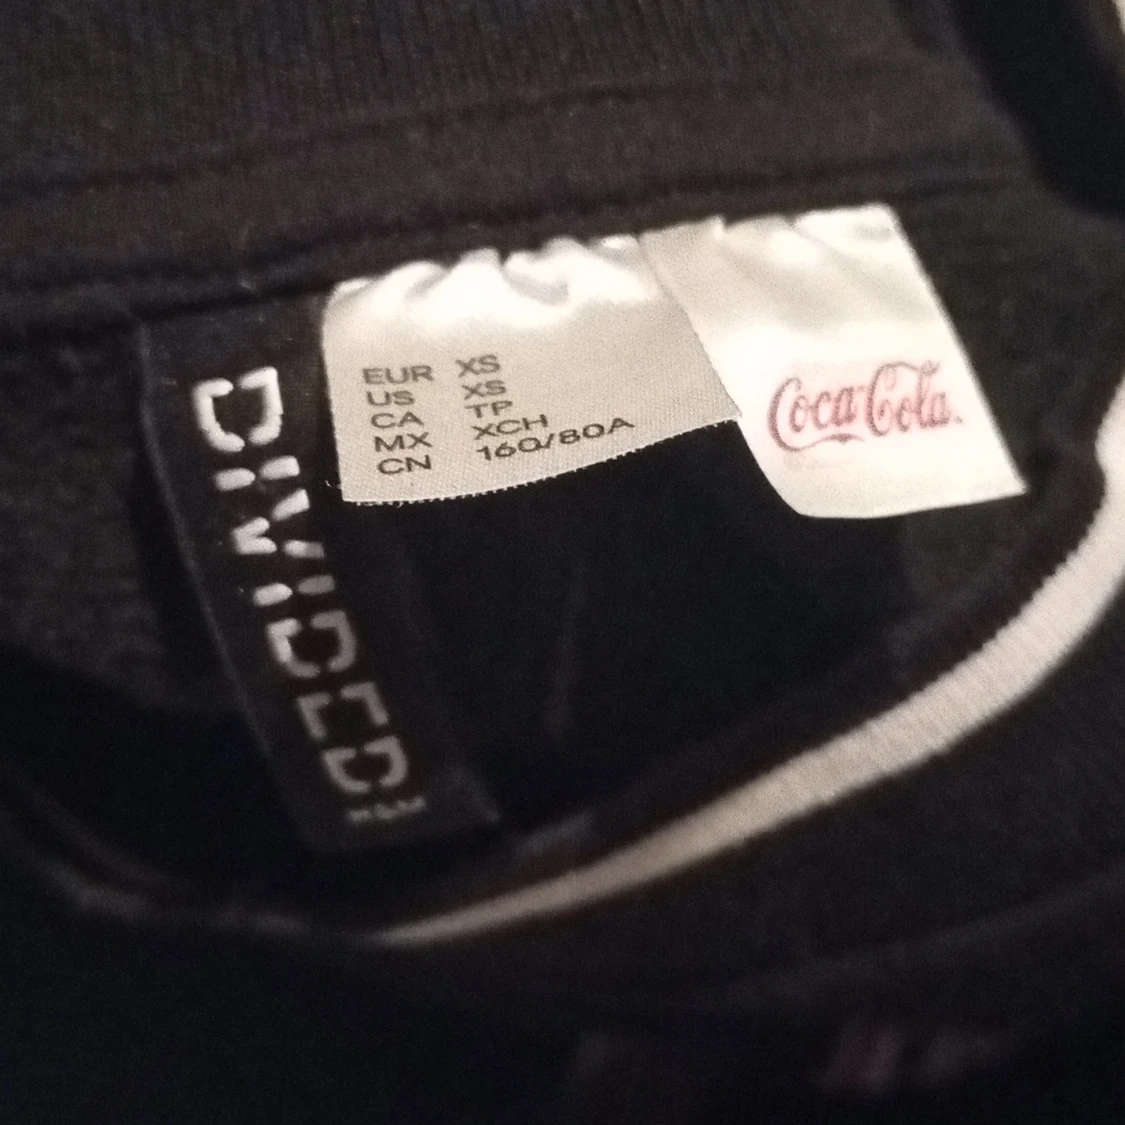 DIVIDED
H&M
EUR XS
US XS
CA TP
MX XCH
CN 160/80A
Coca-Cola